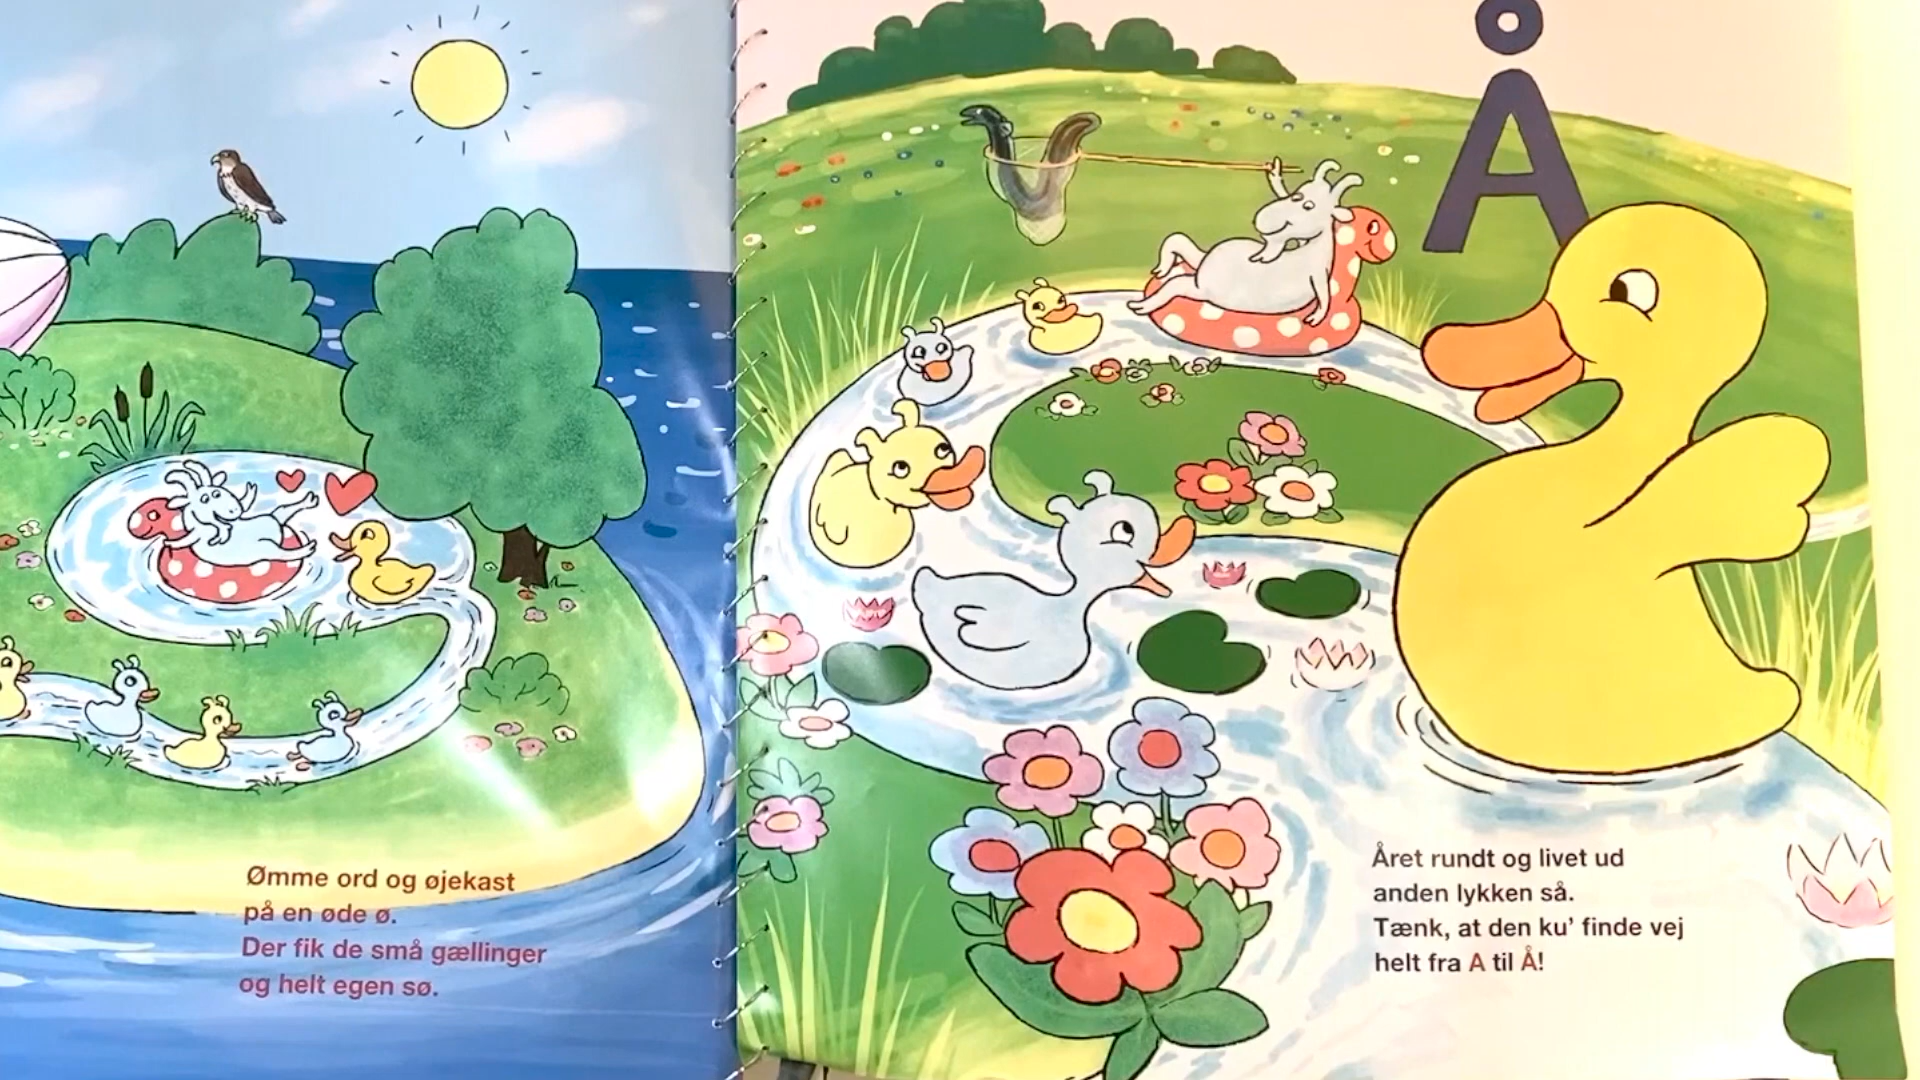 Ømme ord og øjekast
på en øde ø.
Der fik de små gællinger
og helt egen sø.
Å
Året rundt og livet ud
anden lykken så.
Tænk, at den ku’ finde vej
helt fra A til Å!